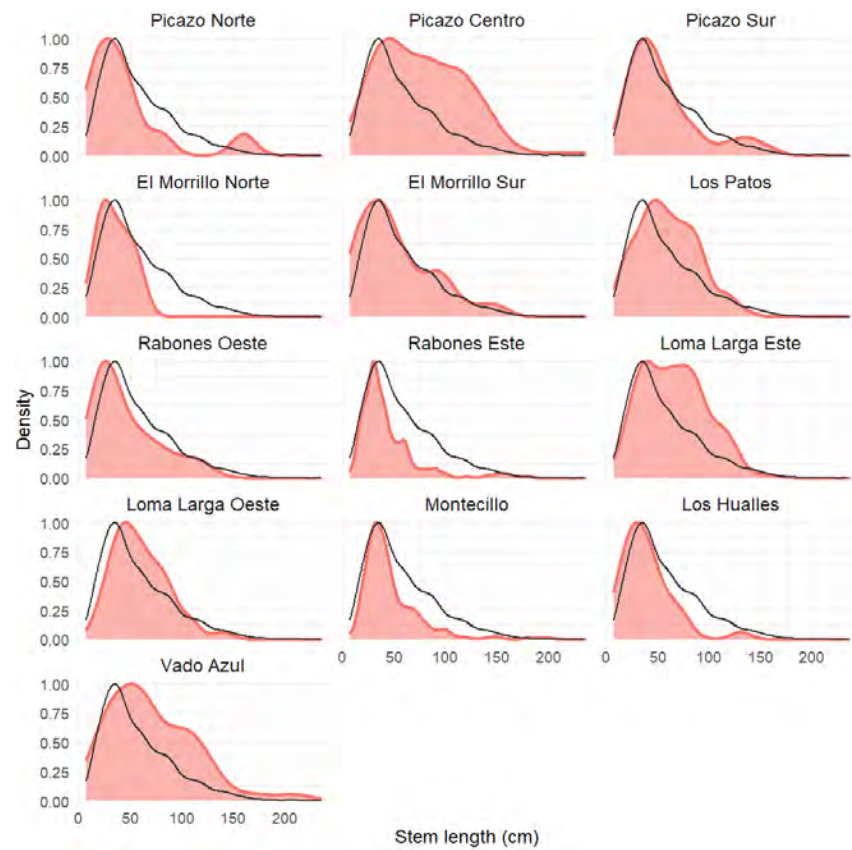 Picazo Norte Picazo Centro Picazo Sur
1.00
0.75
0.50
0.25
0.00
El Morrillo Norte El Morrillo Sur Los Patos
1.00
0.75
0.50
0.25
0.00
Rabones Oeste Rabones Este Loma Larga Este
1.00
0.75
0.50
0.25
0.00
Density
Loma Larga Oeste Montecillo Los Hualles
1.00
0.75
0.50
0.25
0.00
0 50 100 150 200 0 50 100 150 200
Vado Azul
1.00
0.75
0.50
0.25
0.00
0 50 100 150 200
Stem length (cm)